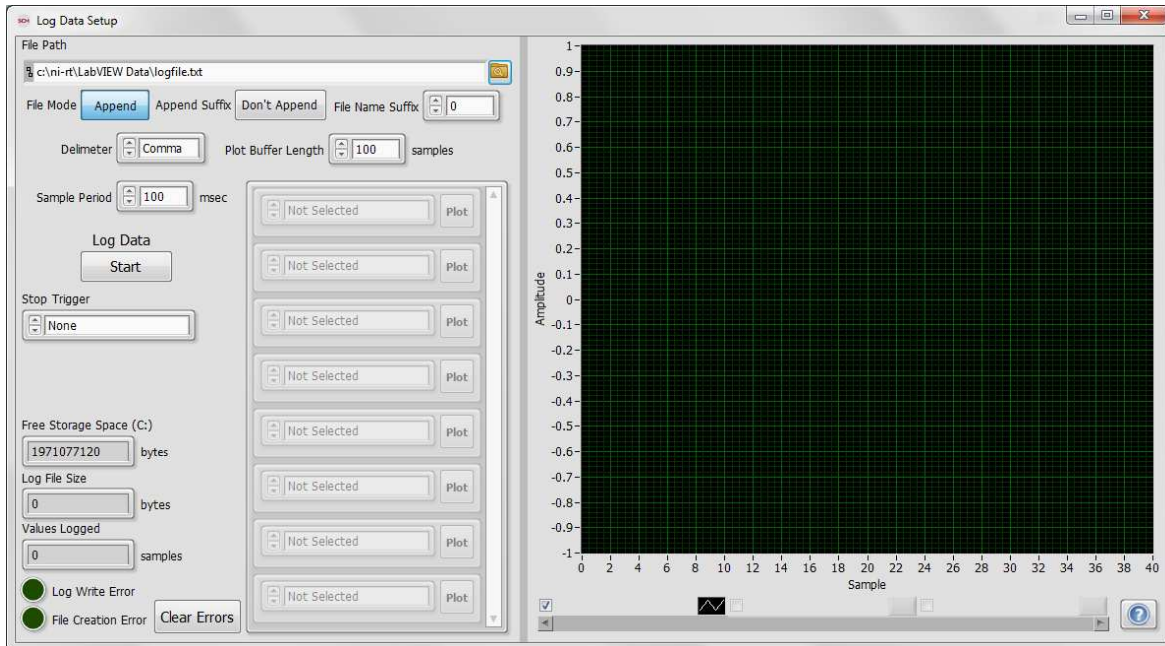 SCH Log Data Setup
File Path
c:\ni-rt\LabVIEW Data\logfile.txt
File Mode Append Append Suffix Don't Append File Name Suffix 0
Delimeter Comma Plot Buffer Length 100 samples
Sample Period 100 msec
Log Data
Start
Stop Trigger
None
Free Storage Space (C:)
1971077120 bytes
Log File Size
0 bytes
Values Logged
0 samples
Log Write Error
File Creation Error Clear Errors
Not Selected Plot
Not Selected Plot
Not Selected Plot
Not Selected Plot
Not Selected Plot
Not Selected Plot
Not Selected Plot
Not Selected Plot
Amplitude
1
0.9
0.8
0.7
0.6
0.5
0.4
0.3
0.2
0.1
0
-0.1
-0.2
-0.3
-0.4
-0.5
-0.6
-0.7
-0.8
-0.9
-1
0 2 4 6 8 10 12 14 16 18 20 22 24 26 28 30 32 34 36 38 40
Sample
?